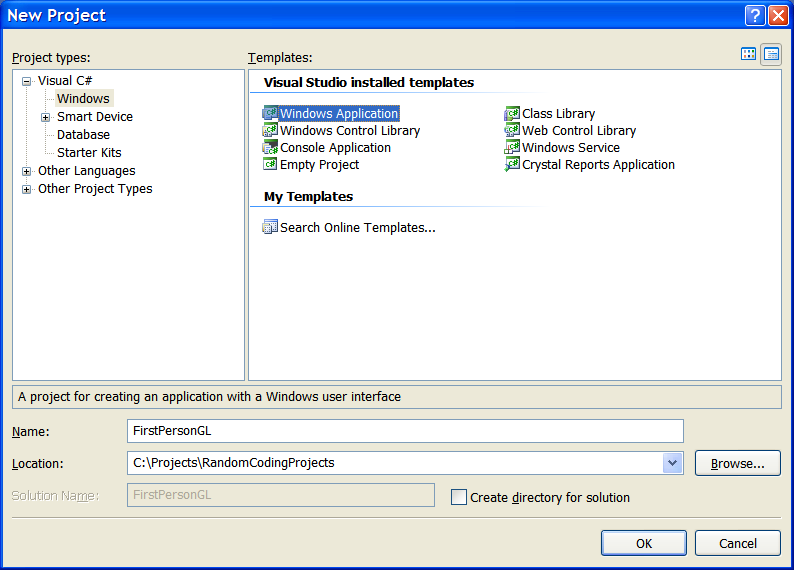 New Project
Project types:
Templates:
Visual C#
Windows
Smart Device
Database
Starter Kits
Other Languages
Other Project Types
Visual Studio installed templates
Windows Application
Class Library
Windows Control Library
Web Control Library
Console Application
Windows Service
Empty Project
Crystal Reports Application
My Templates
Search Online Templates...
A project for creating an application with a Windows user interface
Name:
FirstPersonGL
Location:
C:\Projects\RandomCodingProjects
Browse...
Solution Name:
FirstPersonGL
Create directory for solution
OK
Cancel